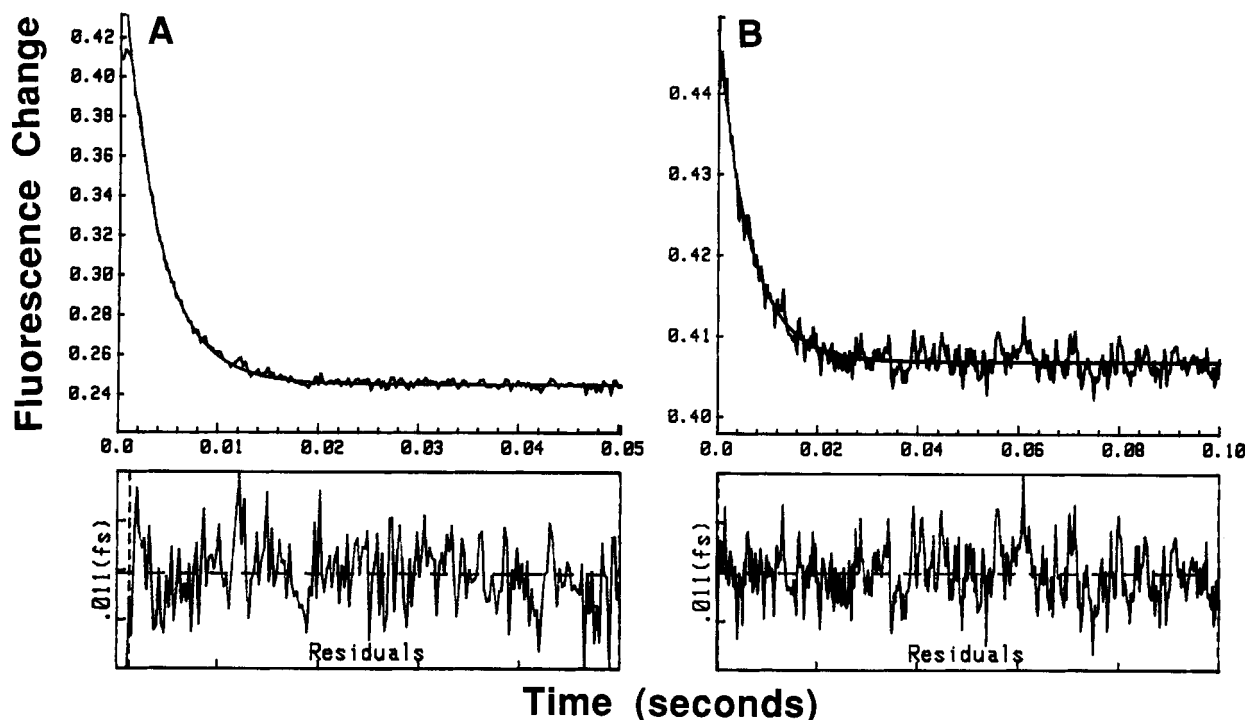 Fluorescence Change
A
0.42
0.40
0.38
0.36
0.34
0.32
0.30
0.28
0.26
0.24
0.0 0.01 0.02 0.03 0.04 0.05
.011(fs)
Residuals
B
0.44
0.43
0.42
0.41
0.40
0.0 0.02 0.04 0.06 0.08 0.10
.011(fs)
Residuals
Time (seconds)